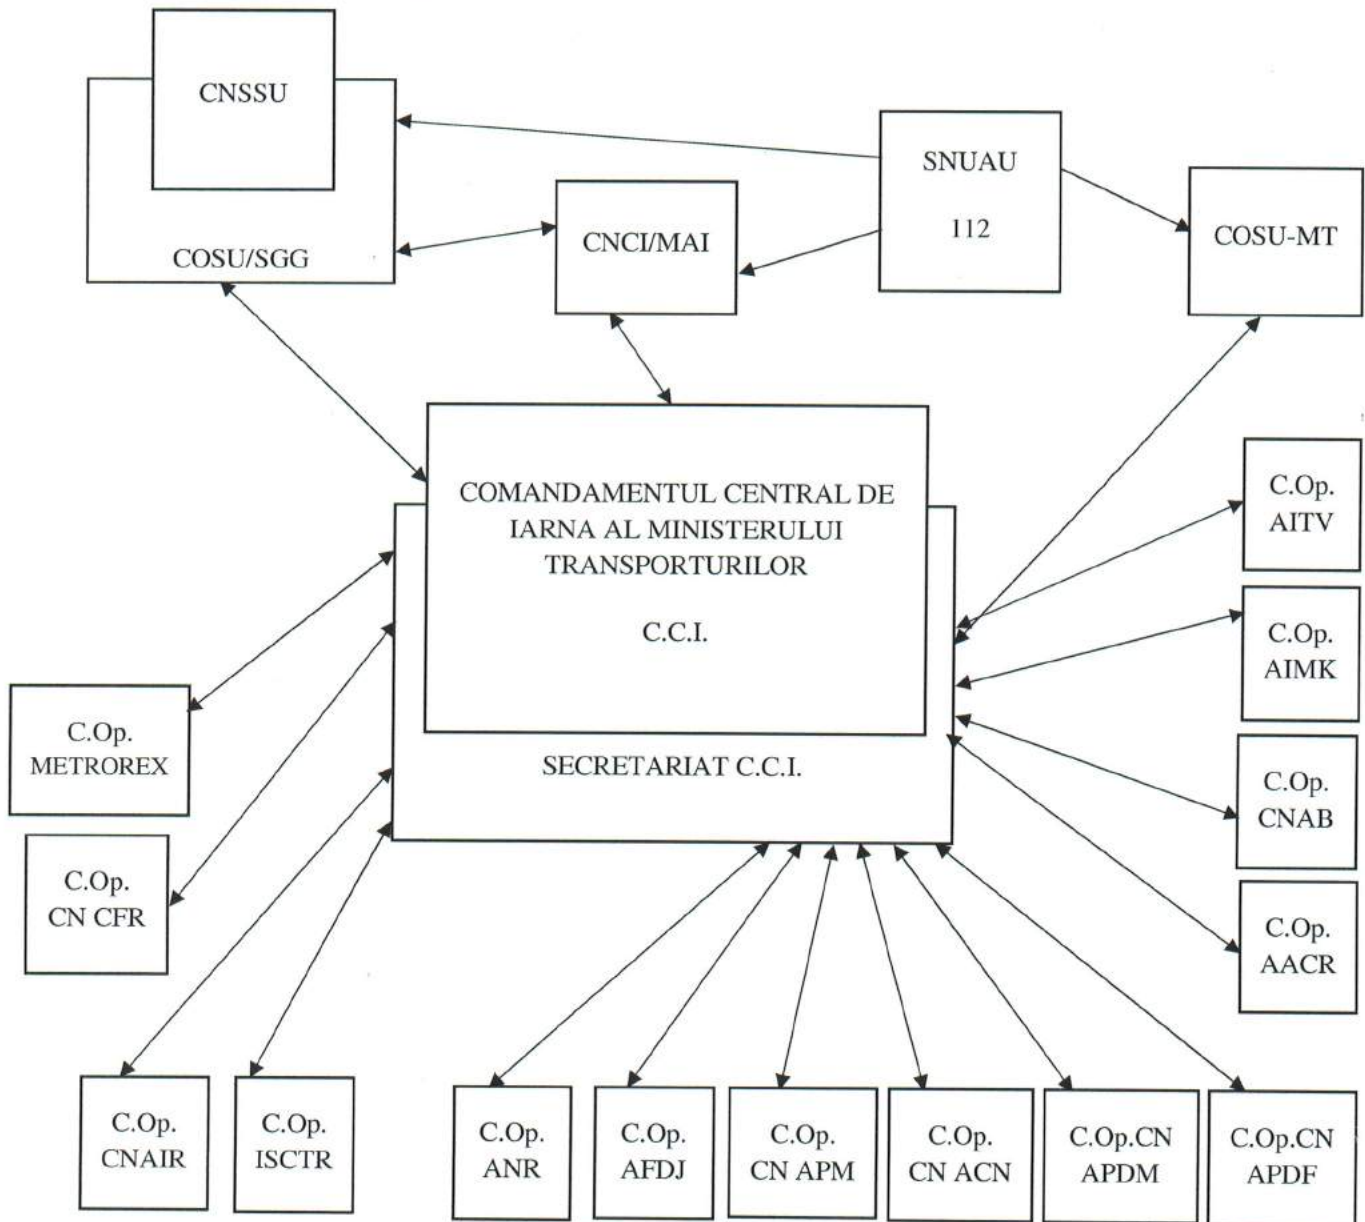 CNSSU
COSU/SGG
CNCI/MAI
SNUAU
112
COSU-MT
COMANDAMENTUL CENTRAL DE
IARNA AL MINISTERULUI
TRANSPORTURILOR
C.C.I.
SECRETARIAT C.C.I.
C.Op.
AITV
C.Op.
AIMK
C.Op.
CNAB
C.Op.
AACR
C.Op.
METROREX
C.Op.
CN CFR
C.Op.
CNAIR
C.Op.
ISCTR
C.Op.
ANR
C.Op.
AFDJ
C.Op.
CN APM
C.Op.
CN ACN
C.Op.CN
APDM
C.Op.CN
APDF